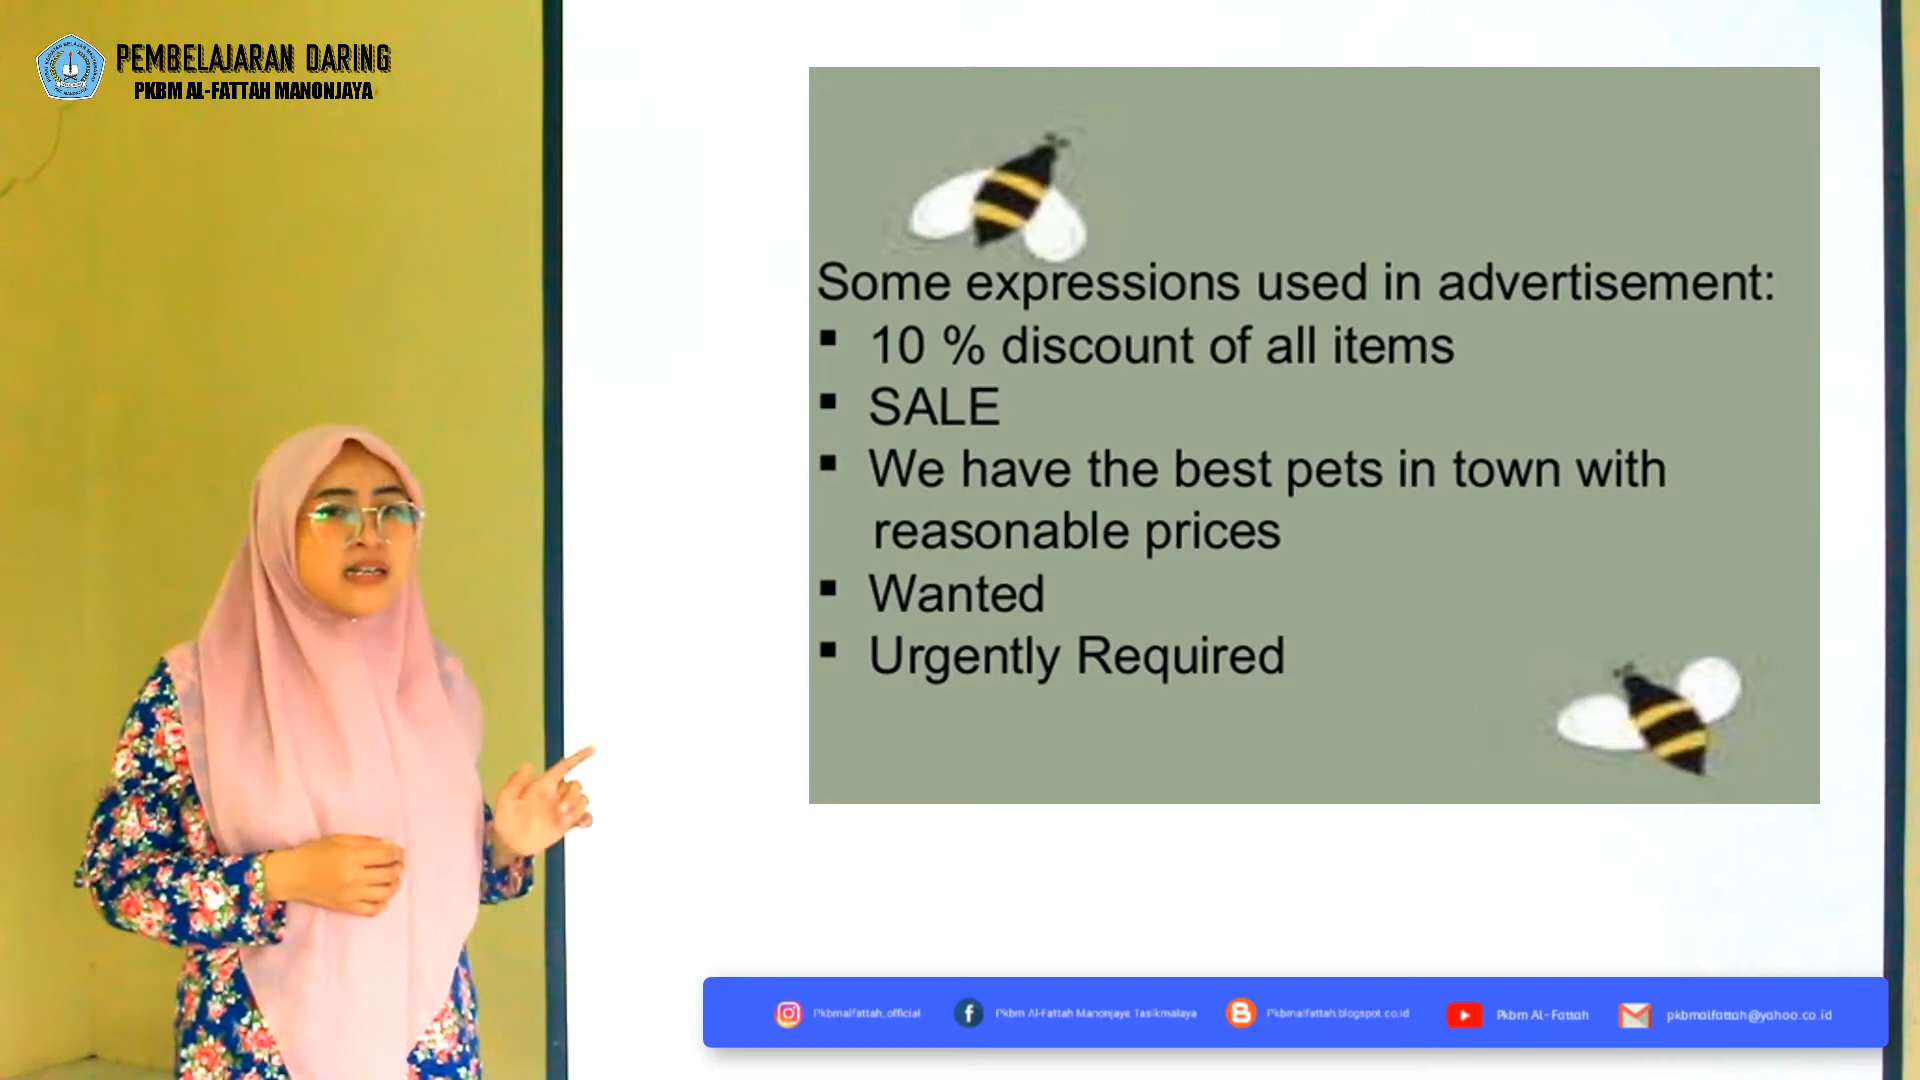 PEMBELAJARAN DARING
PKBM AL-FATTAH MANONJAYA
Some expressions used in advertisement:
▪ 10 % discount of all items
▪ SALE
▪ We have the best pets in town with
reasonable prices
▪ Wanted
▪ Urgently Required
Pkbmalfattah_official
Pkbm Al-Fattah Manonjaya Tasikmalaya
Pkbmalfattah.blogspot.co.id
Pkbm AL-Fattah
pkbmalfattah@yahoo.co.id